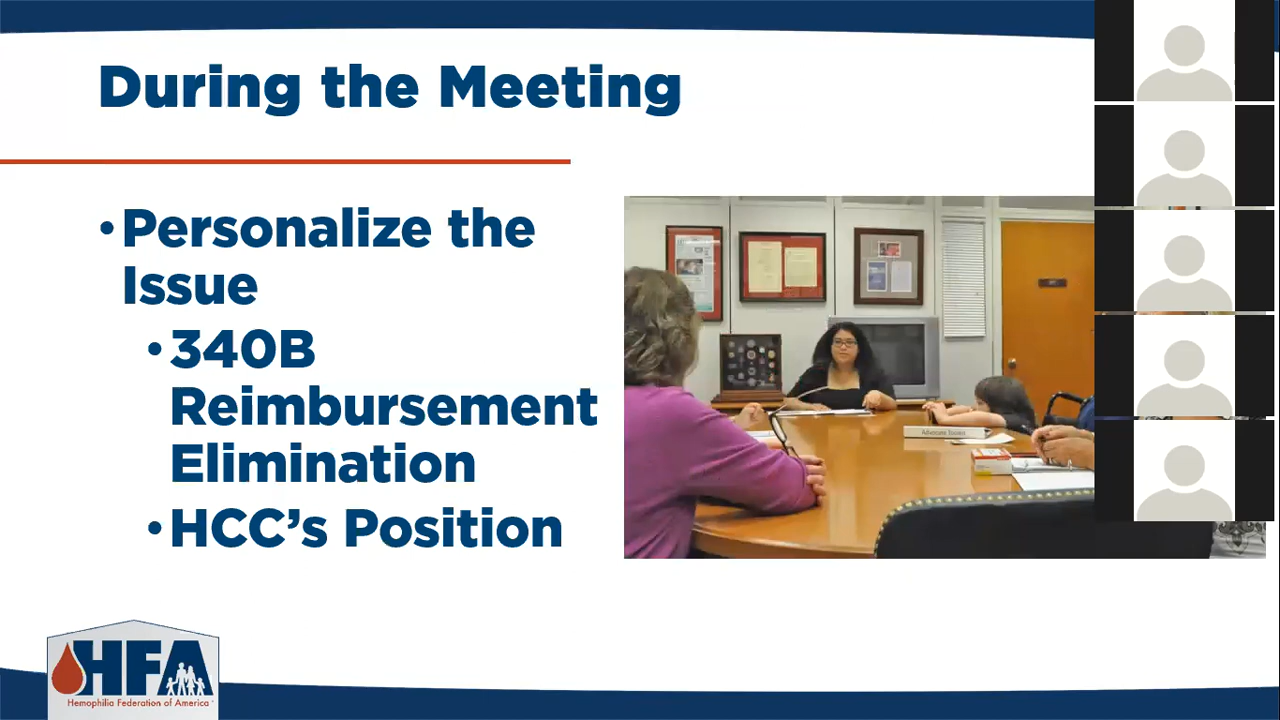 During the Meeting
•Personalize the
Issue
•340B
Reimbursement
Elimination
•HCC’s Position
HFA
Hemophilia Federation of America